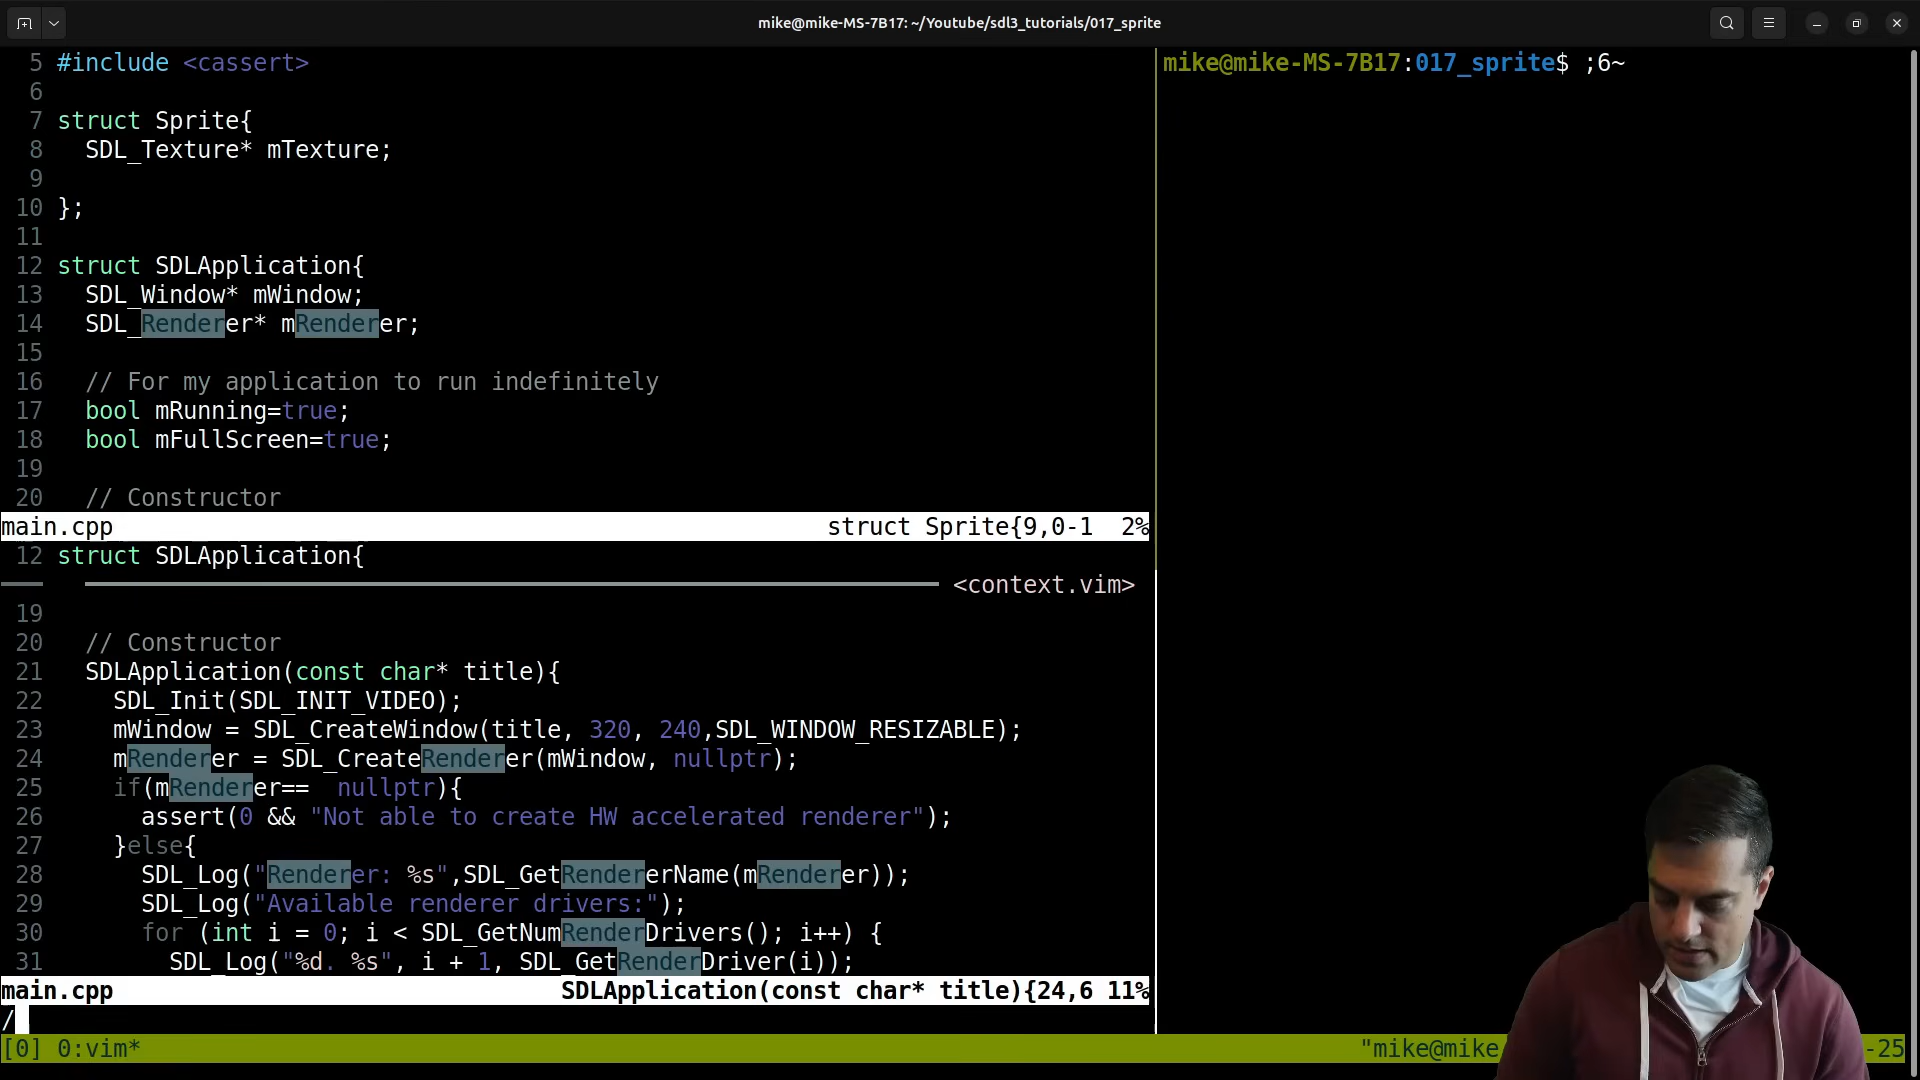 mike@mike-MS-7B17: ~/Youtube/sdl3_tutorials/017_sprite
5 #include <cassert>
6
7 struct Sprite{
8   SDL_Texture* mTexture;
9
10 };
11
12 struct SDLApplication{
13   SDL_Window* mWindow;
14   SDL_Renderer* mRenderer;
15
16   // For my application to run indefinitely
17   bool mRunning=true;
18   bool mFullScreen=true;
19
20   // Constructor
main.cpp struct Sprite{9,0-1 2%
12 struct SDLApplication{
<context.vim>
19
20   // Constructor
21   SDLApplication(const char* title){
22     SDL_Init(SDL_INIT_VIDEO);
23     mWindow = SDL_CreateWindow(title, 320, 240,SDL_WINDOW_RESIZABLE);
24     mRenderer = SDL_CreateRenderer(mWindow, nullptr);
25     if(mRenderer==  nullptr){
26       assert(0 && "Not able to create HW accelerated renderer");
27     }else{
28       SDL_Log("Renderer: %s",SDL_GetRendererName(mRenderer));
29       SDL_Log("Available renderer drivers:");
30       for (int i = 0; i < SDL_GetNumRenderDrivers(); i++) {
31         SDL_Log("%d. %s", i + 1, SDL_GetRenderDriver(i));
main.cpp SDLApplication(const char* title){24,6 11%
/
mike@mike-MS-7B17:017_sprite$ ;6~
[0] 0:vim* "mike@mike -25